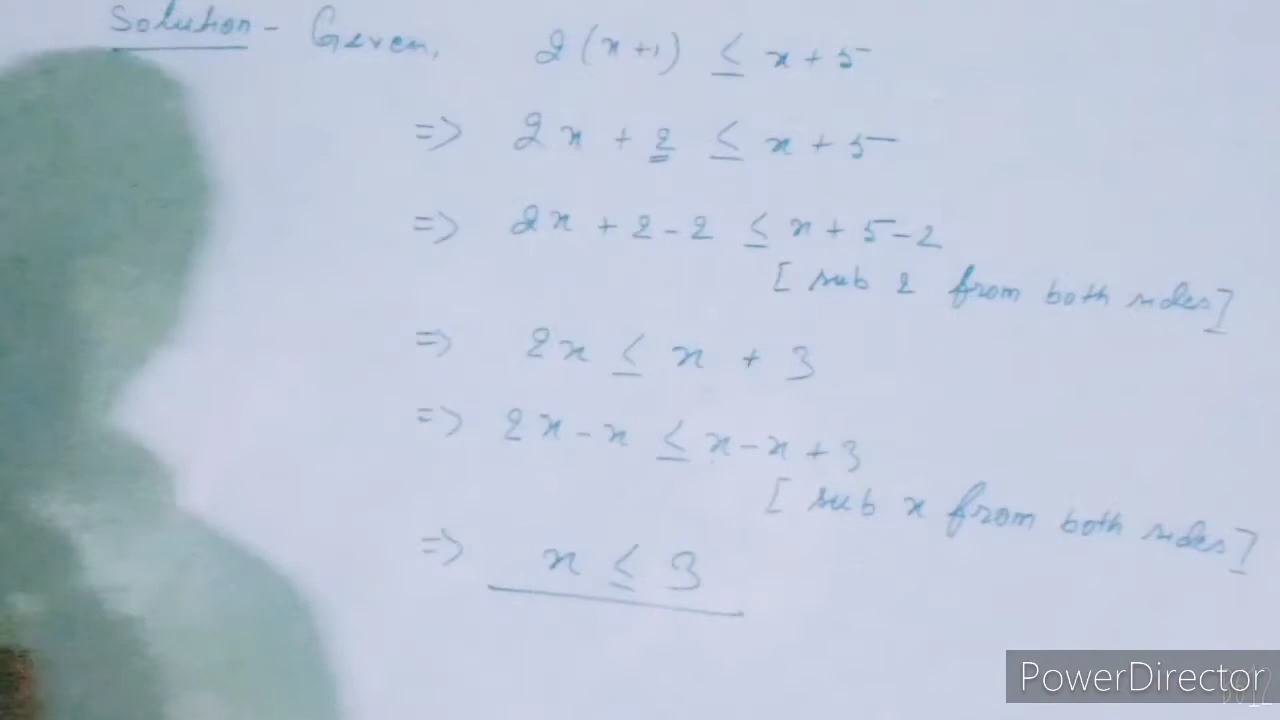 Solution - Given, 2(x+1) ≤ x+5
=> 2x + 2 ≤ x + 5
=> 2x + 2 - 2 ≤ x + 5 - 2
[ sub 2 from both sides]
=> 2x ≤ x + 3
=> 2x - x ≤ x - x + 3
[ sub x from both sides]
=> x ≤ 3
PowerDirector